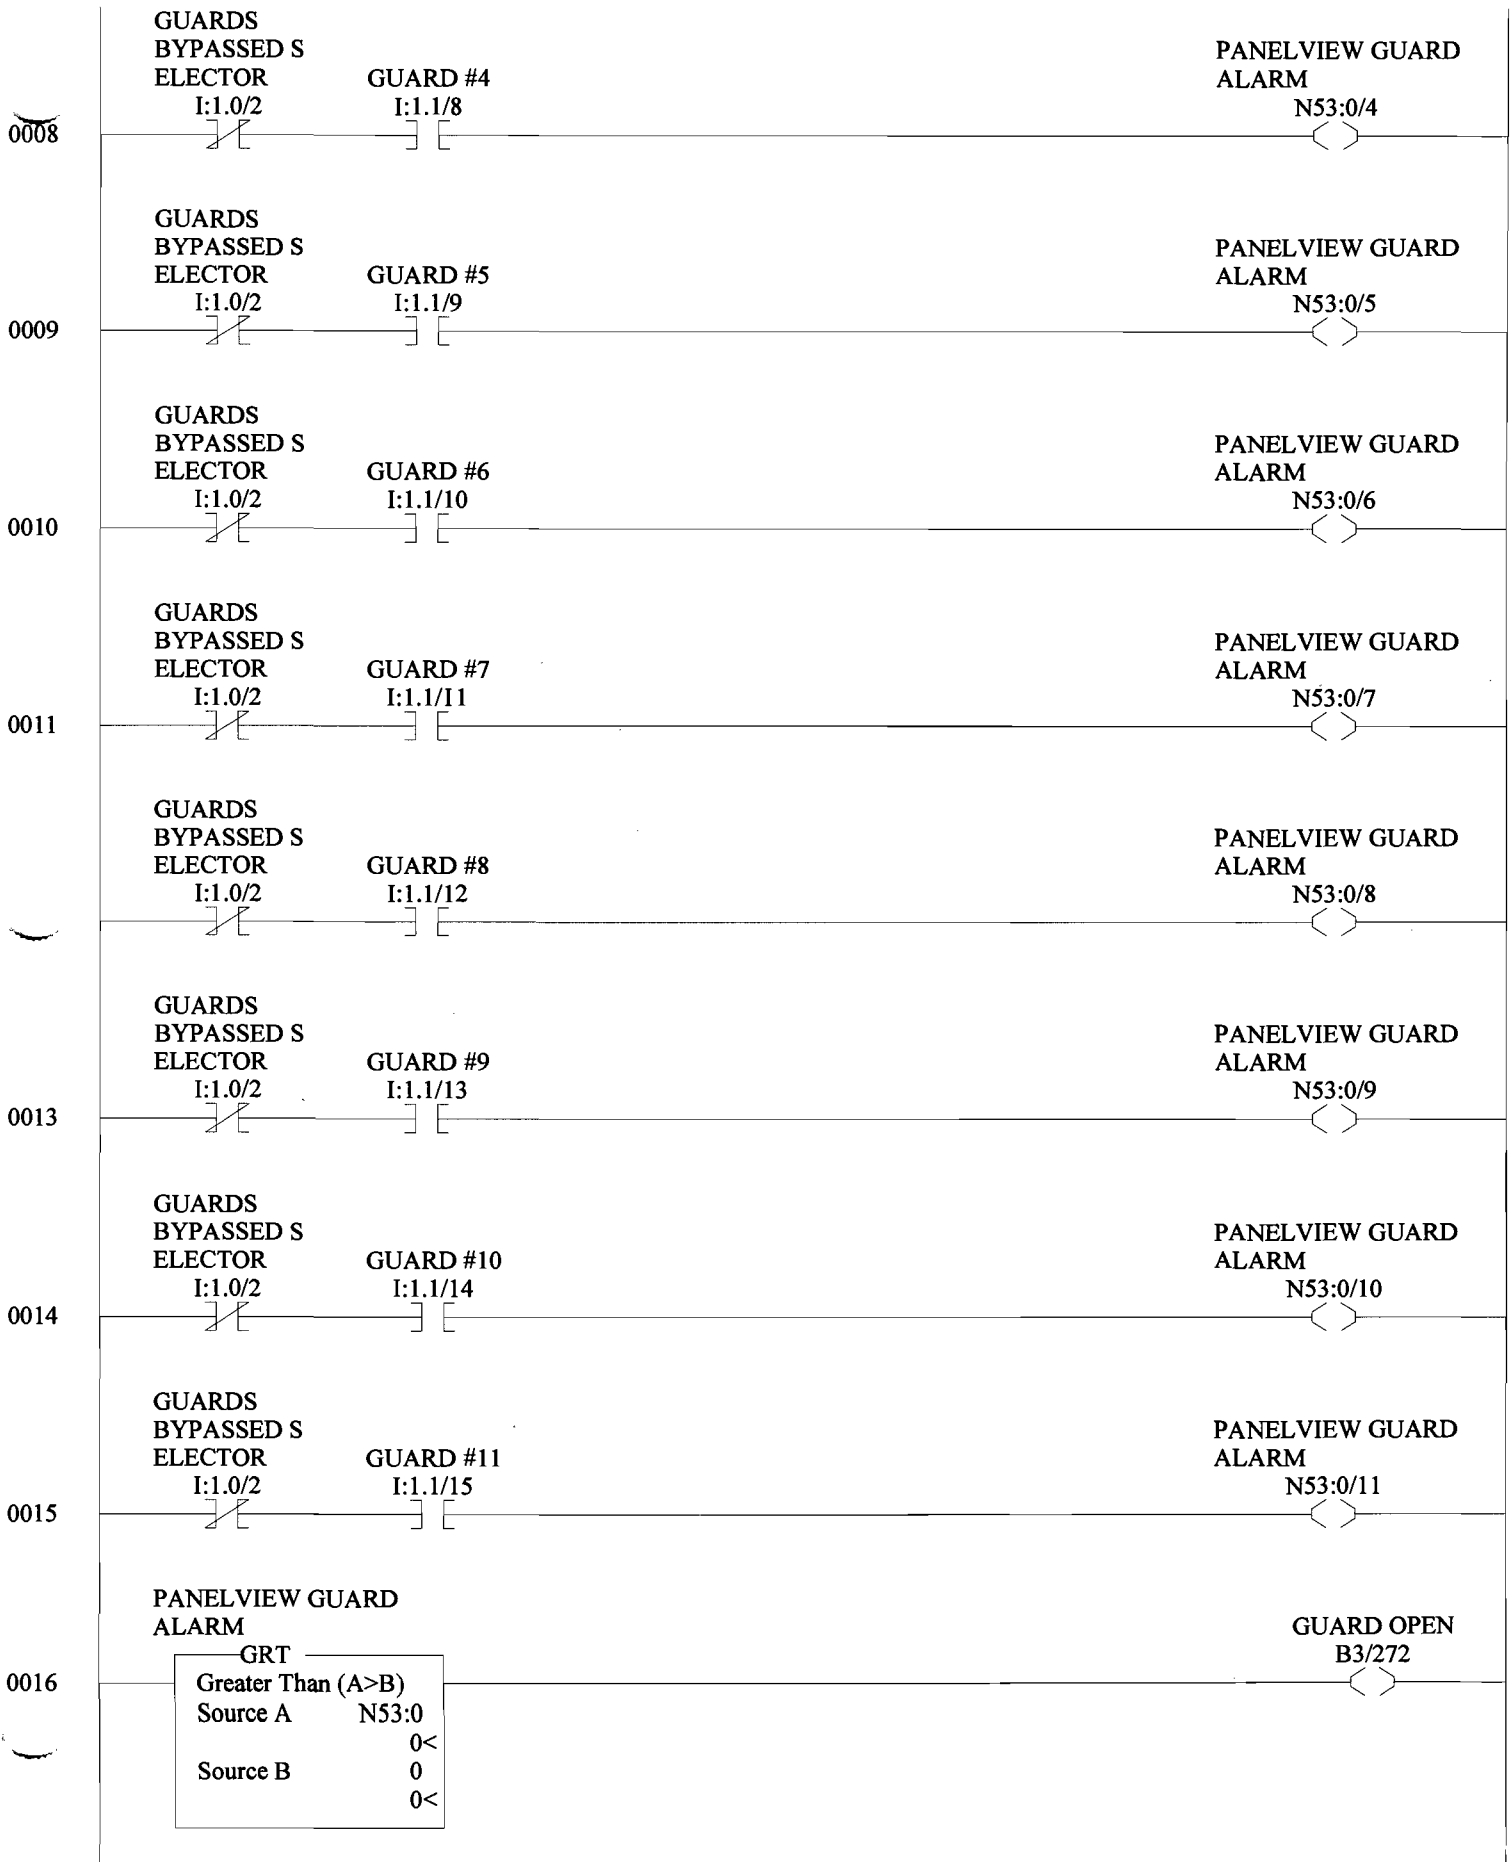 GUARDS
BYPASSED S
ELECTOR GUARD #4
I:1.0/2 I:1.1/8
PANELVIEW GUARD
ALARM
N53:0/4
0008
GUARDS
BYPASSED S
ELECTOR GUARD #5
I:1.0/2 I:1.1/9
PANELVIEW GUARD
ALARM
N53:0/5
0009
GUARDS
BYPASSED S
ELECTOR GUARD #6
I:1.0/2 I:1.1/10
PANELVIEW GUARD
ALARM
N53:0/6
0010
GUARDS
BYPASSED S
ELECTOR GUARD #7
I:1.0/2 I:1.1/11
PANELVIEW GUARD
ALARM
N53:0/7
0011
GUARDS
BYPASSED S
ELECTOR GUARD #8
I:1.0/2 I:1.1/12
PANELVIEW GUARD
ALARM
N53:0/8
GUARDS
BYPASSED S
ELECTOR GUARD #9
I:1.0/2 I:1.1/13
PANELVIEW GUARD
ALARM
N53:0/9
0013
GUARDS
BYPASSED S
ELECTOR GUARD #10
I:1.0/2 I:1.1/14
PANELVIEW GUARD
ALARM
N53:0/10
0014
GUARDS
BYPASSED S
ELECTOR GUARD #11
I:1.0/2 I:1.1/15
PANELVIEW GUARD
ALARM
N53:0/11
0015
PANELVIEW GUARD
ALARM
GRT
Greater Than (A>B)
Source A N53:0
0<
Source B 0
0<
GUARD OPEN
B3/272
0016